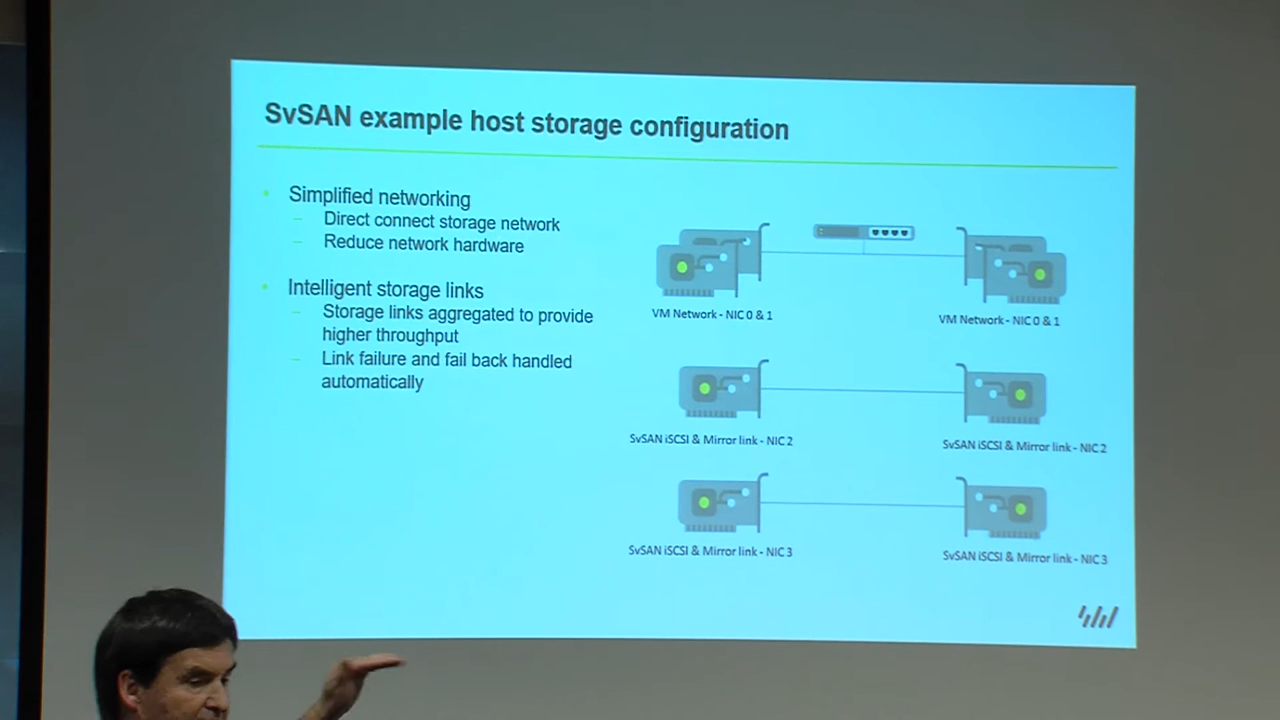 SvSAN example host storage configuration
Simplified networking
Direct connect storage network
Reduce network hardware
Intelligent storage links
Storage links aggregated to provide
higher throughput
Link failure and fail back handled
automatically
VM Network - NIC 0 & 1
VM Network - NIC 0 & 1
SvSAN iSCSI & Mirror link - NIC 2
SvSAN iSCSI & Mirror link - NIC 2
SvSAN iSCSI & Mirror link - NIC 3
SvSAN iSCSI & Mirror link - NIC 3